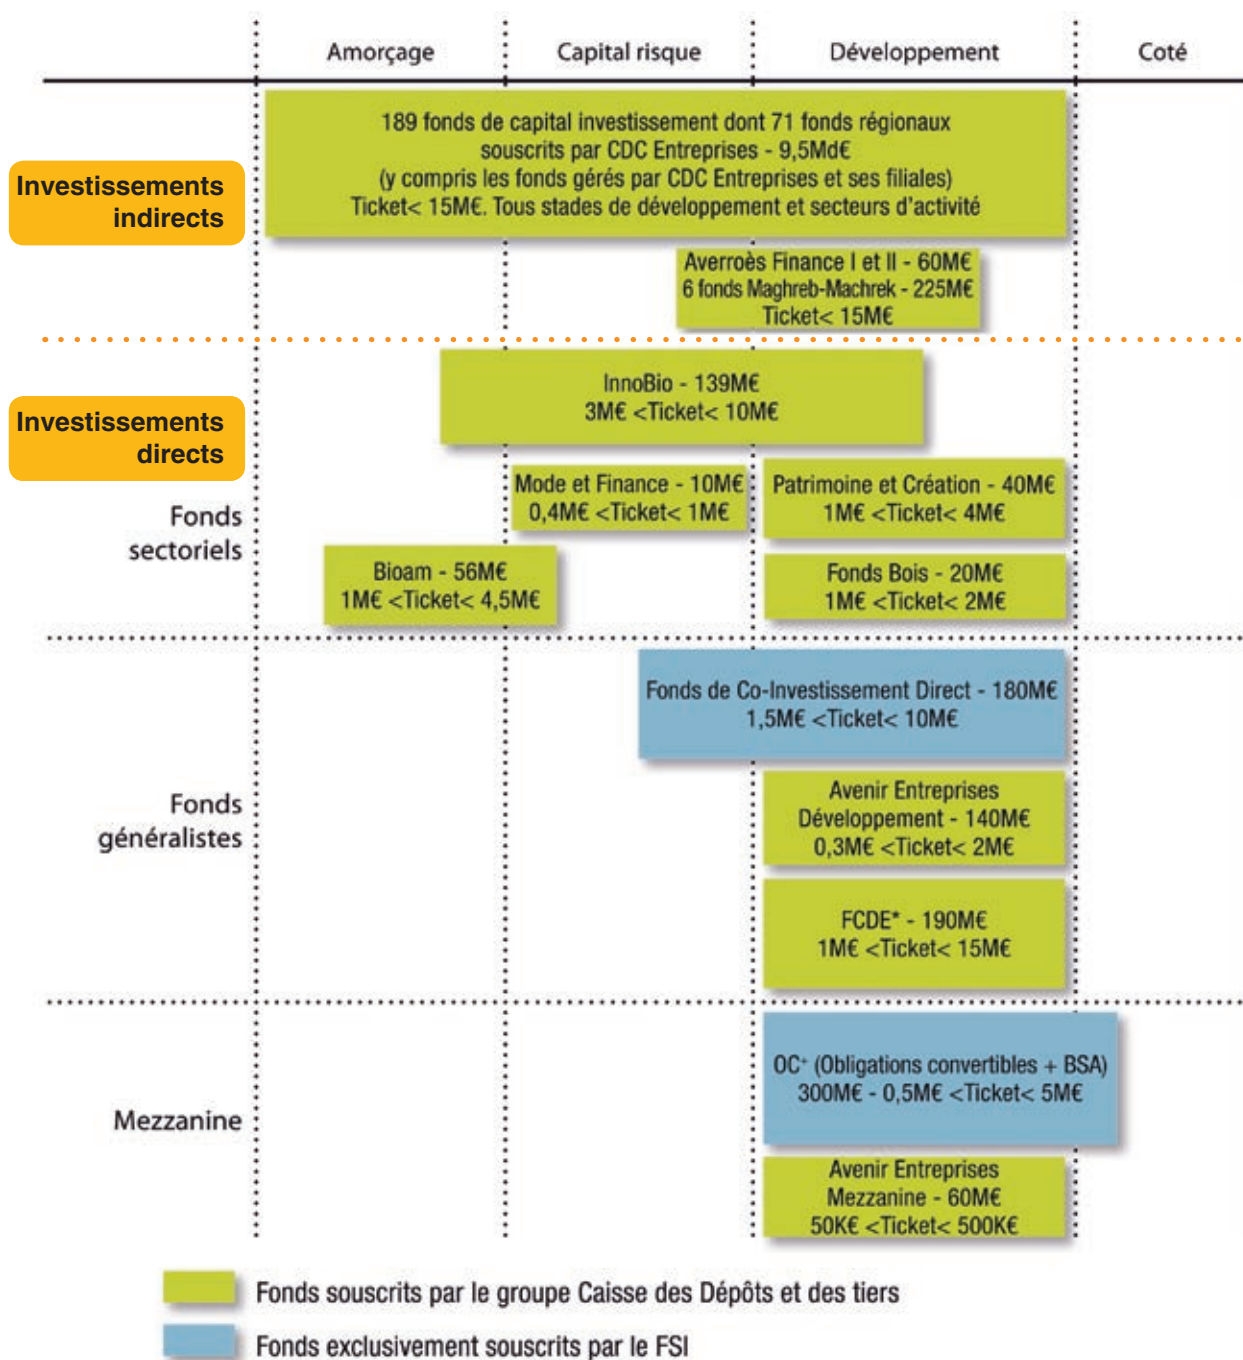 Amorçage
Capital risque
Développement
Coté
Investissements
indirects
189 fonds de capital investissement dont 71 fonds régionaux
souscrits par CDC Entreprises - 9,5Md€
(y compris les fonds gérés par CDC Entreprises et ses filiales)
Ticket< 15M€. Tous stades de développement et secteurs d'activité
Averroès Finance I et II - 60M€
6 fonds Maghreb-Machrek - 225M€
Ticket< 15M€
Investissements
directs
InnoBio - 139M€
3M€ <Ticket< 10M€
Fonds
sectoriels
Mode et Finance - 10M€
0,4M€ <Ticket< 1M€
Patrimoine et Création - 40M€
1M€ <Ticket< 4M€
Bioam - 56M€
1M€ <Ticket< 4,5M€
Fonds Bois - 20M€
1M€ <Ticket< 2M€
Fonds
généralistes
Fonds de Co-Investissement Direct - 180M€
1,5M€ <Ticket< 10M€
Avenir Entreprises
Développement - 140M€
0,3M€ <Ticket< 2M€
FCDE* - 190M€
1M€ <Ticket< 15M€
Mezzanine
OC⁺ (Obligations convertibles + BSA)
300M€ - 0,5M€ <Ticket< 5M€
Avenir Entreprises
Mezzanine - 60M€
50K€ <Ticket< 500K€
Fonds souscrits par le groupe Caisse des Dépôts et des tiers
Fonds exclusivement souscrits par le FSI